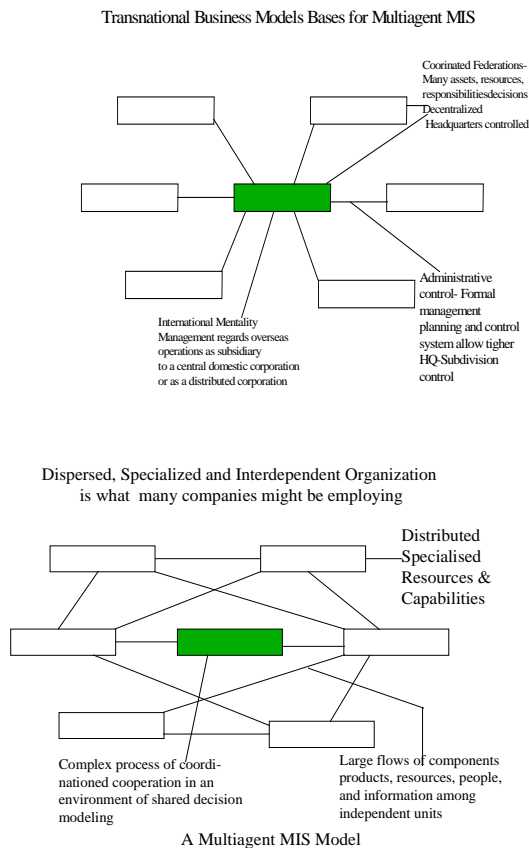 Transnational Business Models Bases for Multiagent MIS
Coorinated Federations-
Many assets, resources,
responsibilitiesdecisions
Decentralized
Headquarters controlled
Administrative
control- Formal
management
planning and control
system allow tigher
HQ-Subdivision
control
International Mentality
Management regards overseas
operations as subsidiary
to a central domestic corporation
or as a distributed corporation
Dispersed, Specialized and Interdependent Organization
is what many companies might be employing
Distributed
Specialised
Resources &
Capabilities
Complex process of coordi-
nationed cooperation in an
environment of shared decision
modeling
Large flows of components
products, resources, people,
and information among
independent units
A Multiagent MIS Model